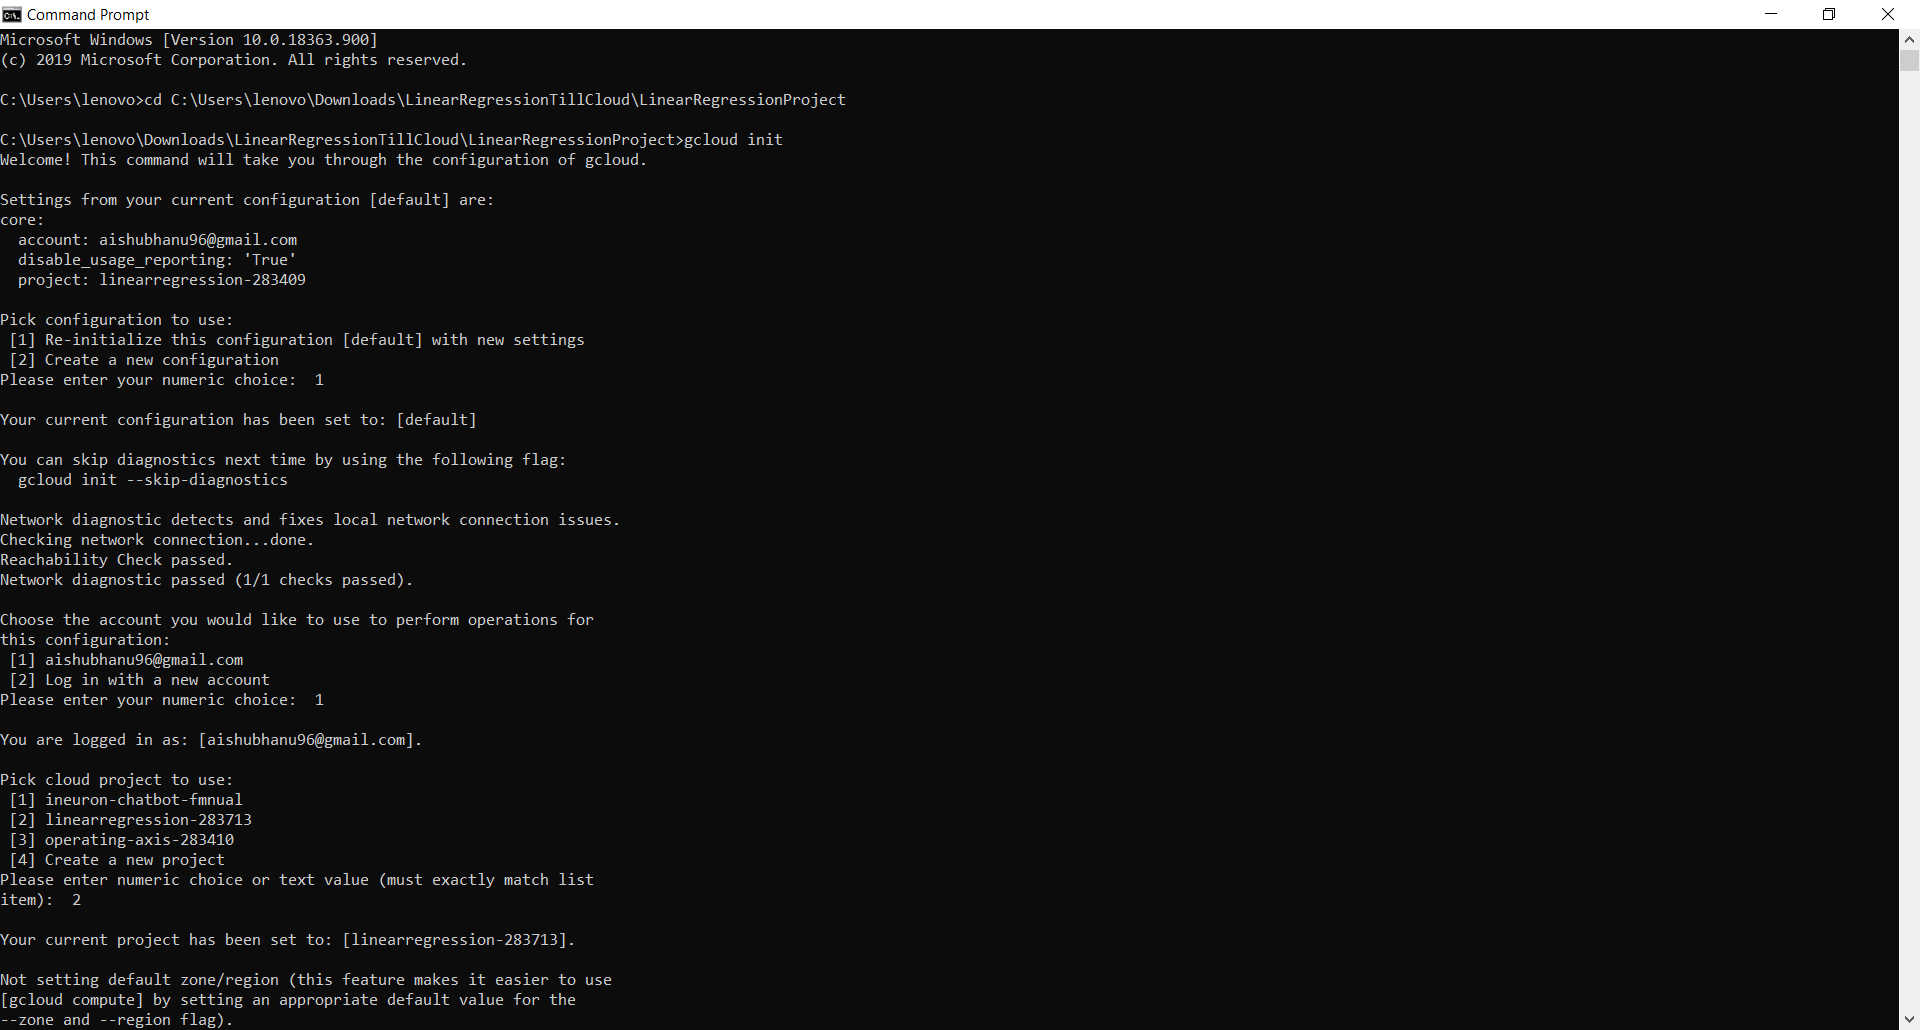 Command Prompt
Microsoft Windows [Version 10.0.18363.900]
(c) 2019 Microsoft Corporation. All rights reserved.
C:\Users\lenovo>cd C:\Users\lenovo\Downloads\LinearRegressionTillCloud\LinearRegressionProject
C:\Users\lenovo\Downloads\LinearRegressionTillCloud\LinearRegressionProject>gcloud init
Welcome! This command will take you through the configuration of gcloud.
Settings from your current configuration [default] are:
core:
  account: aishubhanu96@gmail.com
  disable_usage_reporting: 'True'
  project: linearregression-283409
Pick configuration to use:
 [1] Re-initialize this configuration [default] with new settings
 [2] Create a new configuration
Please enter your numeric choice:  1
Your current configuration has been set to: [default]
You can skip diagnostics next time by using the following flag:
  gcloud init --skip-diagnostics
Network diagnostic detects and fixes local network connection issues.
Checking network connection...done.
Reachability Check passed.
Network diagnostic passed (1/1 checks passed).
Choose the account you would like to use to perform operations for
this configuration:
 [1] aishubhanu96@gmail.com
 [2] Log in with a new account
Please enter your numeric choice:  1
You are logged in as: [aishubhanu96@gmail.com].
Pick cloud project to use:
 [1] ineuron-chatbot-fmnual
 [2] linearregression-283713
 [3] operating-axis-283410
 [4] Create a new project
Please enter numeric choice or text value (must exactly match list
item):  2
Your current project has been set to: [linearregression-283713].
Not setting default zone/region (this feature makes it easier to use
[gcloud compute] by setting an appropriate default value for the
--zone and --region flag).